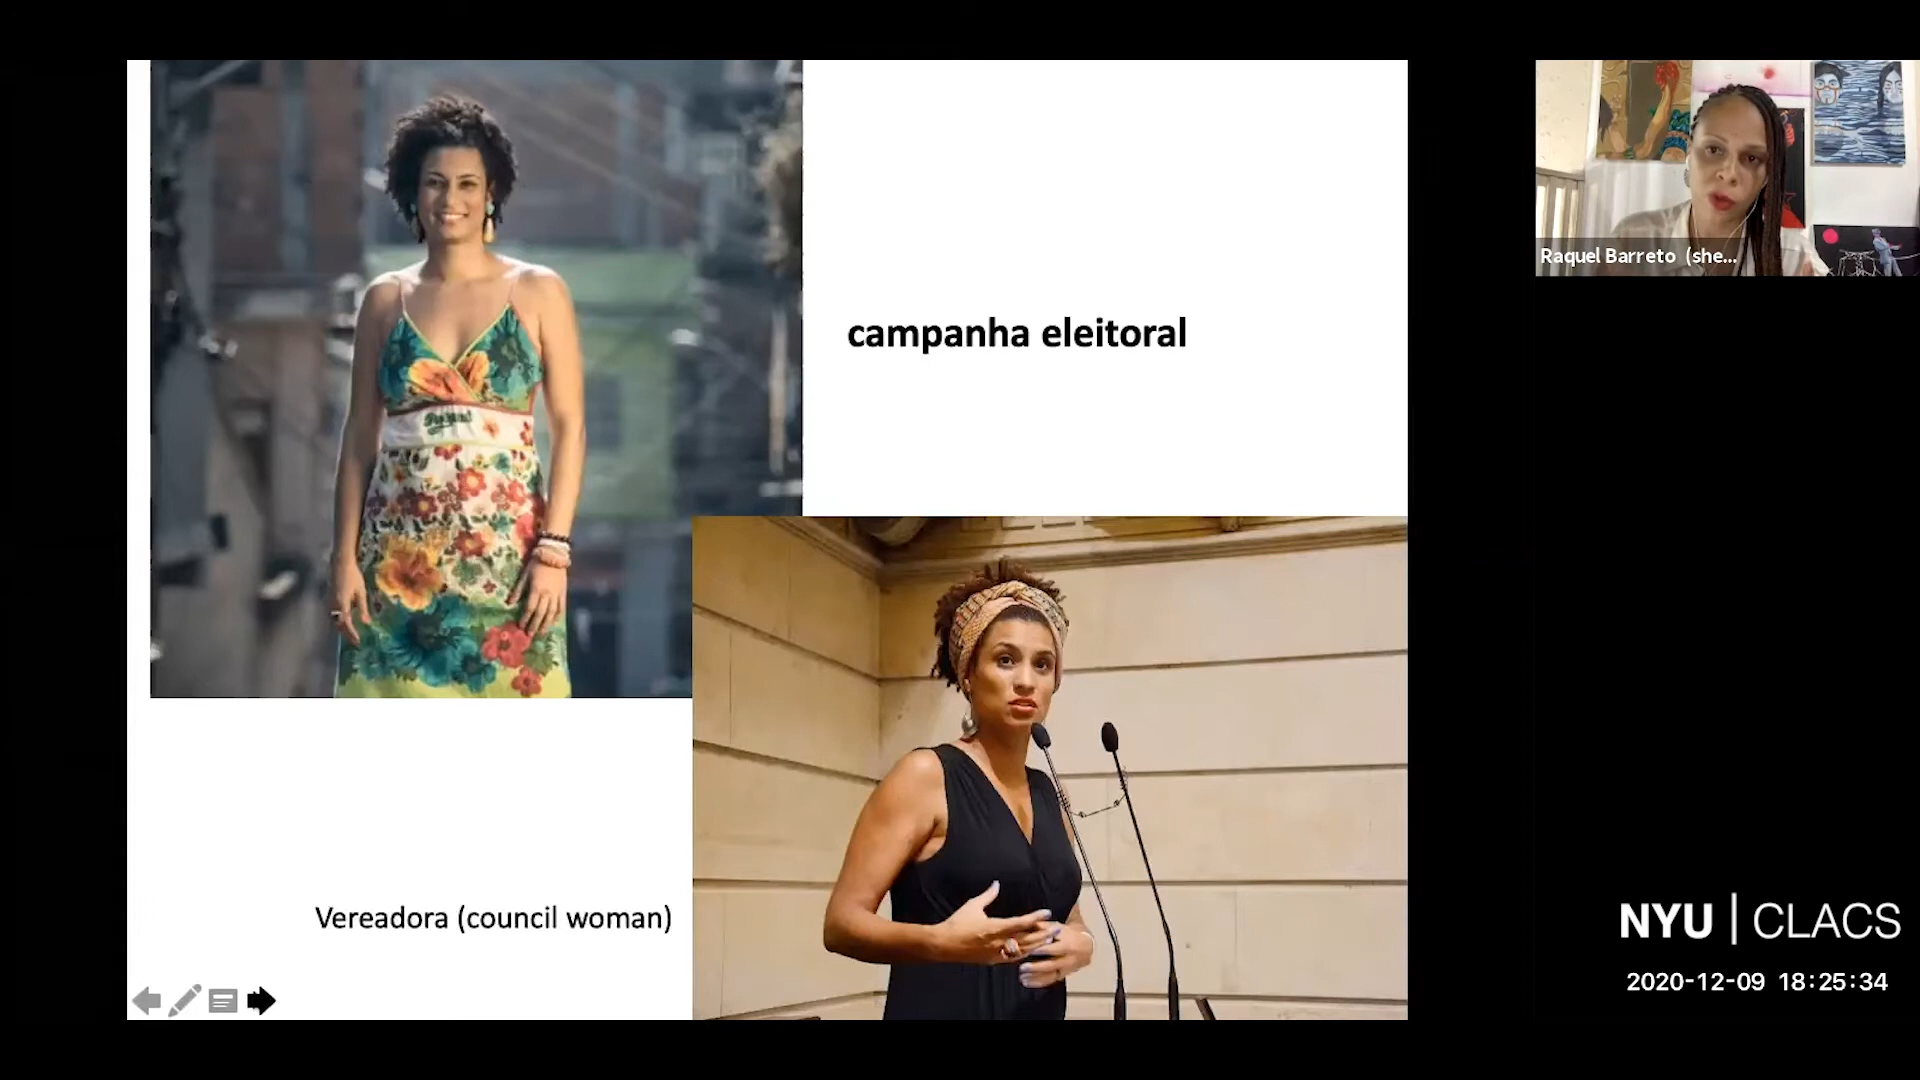 campanha eleitoral
Vereadora (council woman)
Raquel Barreto (she...
NYU | CLACS
2020-12-09 18:25:34